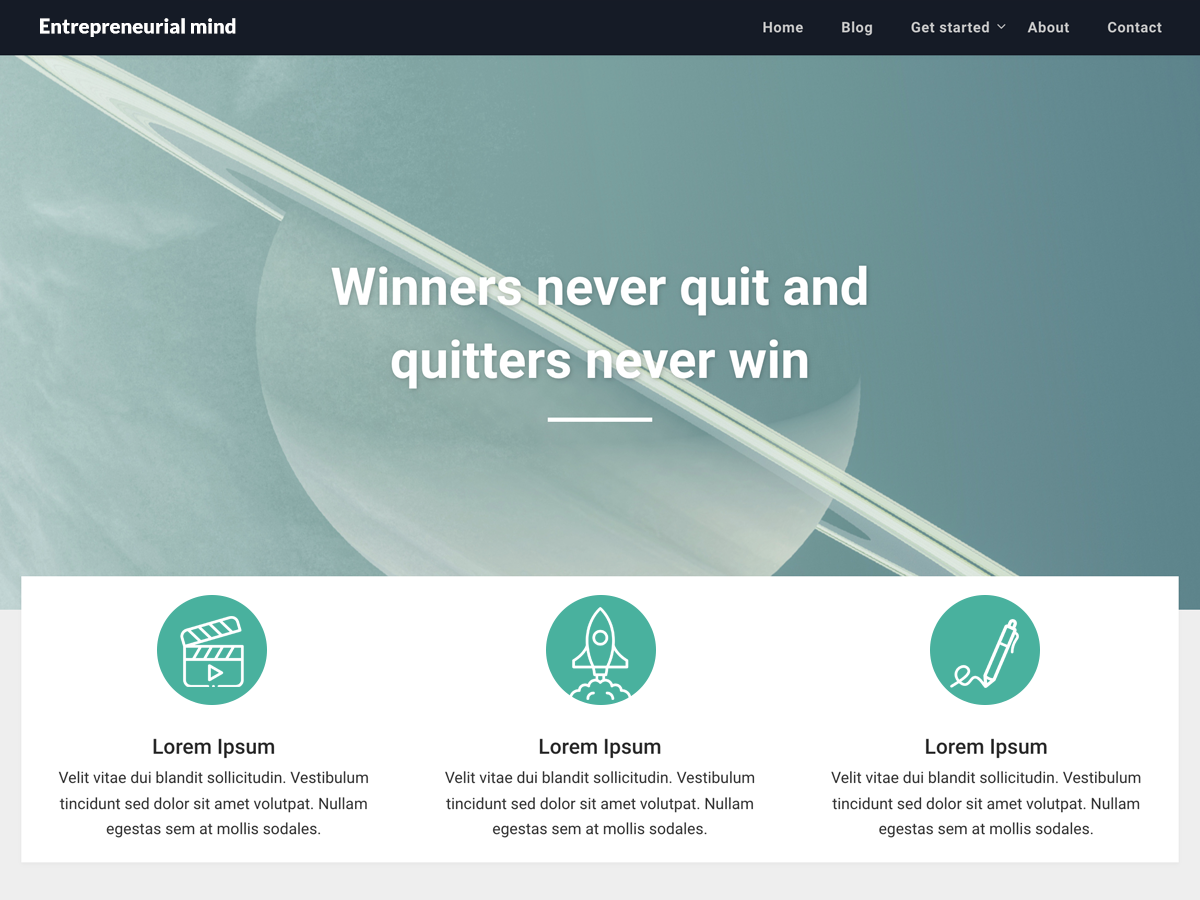 Entrepreneurial mind
Home Blog Get started About Contact
Winners never quit and
quitters never win
Lorem Ipsum
Velit vitae dui blandit sollicitudin. Vestibulum
tincidunt sed dolor sit amet volutpat. Nullam
egestas sem at mollis sodales.
Lorem Ipsum
Velit vitae dui blandit sollicitudin. Vestibulum
tincidunt sed dolor sit amet volutpat. Nullam
egestas sem at mollis sodales.
Lorem Ipsum
Velit vitae dui blandit sollicitudin. Vestibulum
tincidunt sed dolor sit amet volutpat. Nullam
egestas sem at mollis sodales.